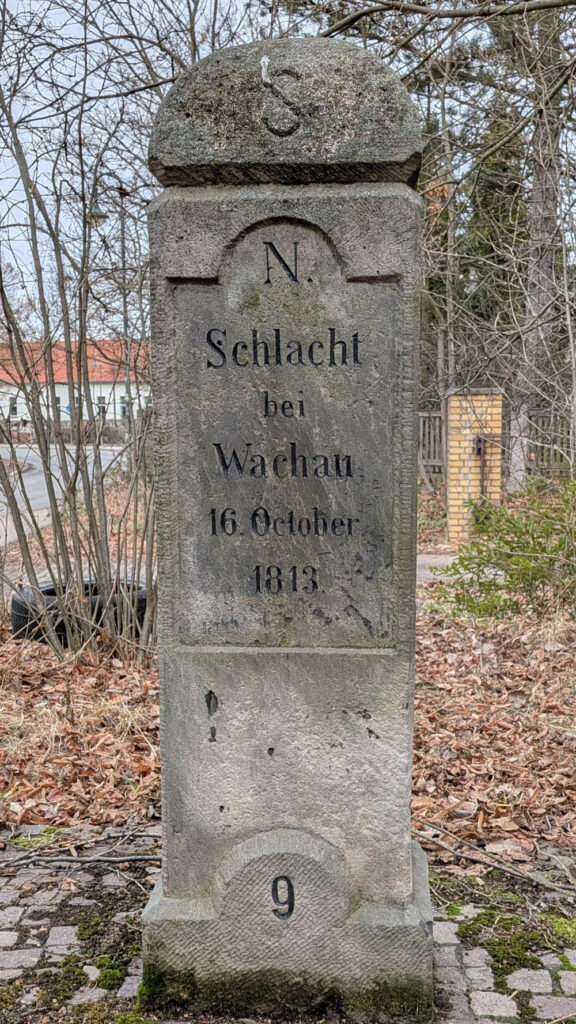 N.
Schlacht
bei
Wachau
16. October
1813.
9